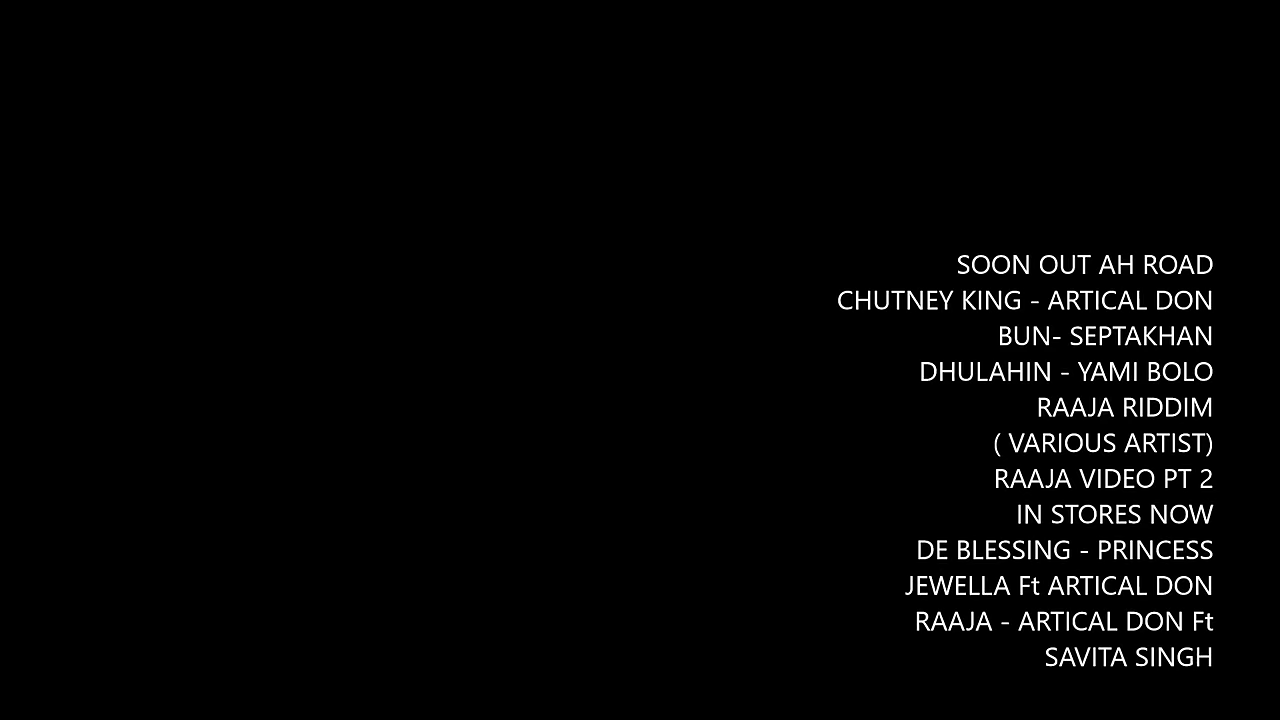 SOON OUT AH ROAD
CHUTNEY KING - ARTICAL DON
BUN- SEPTAKHAN
DHULAHIN - YAMI BOLO
RAAJA RIDDIM
( VARIOUS ARTIST)
RAAJA VIDEO PT 2
IN STORES NOW
DE BLESSING - PRINCESS
JEWELLA Ft ARTICAL DON
RAAJA - ARTICAL DON Ft
SAVITA SINGH